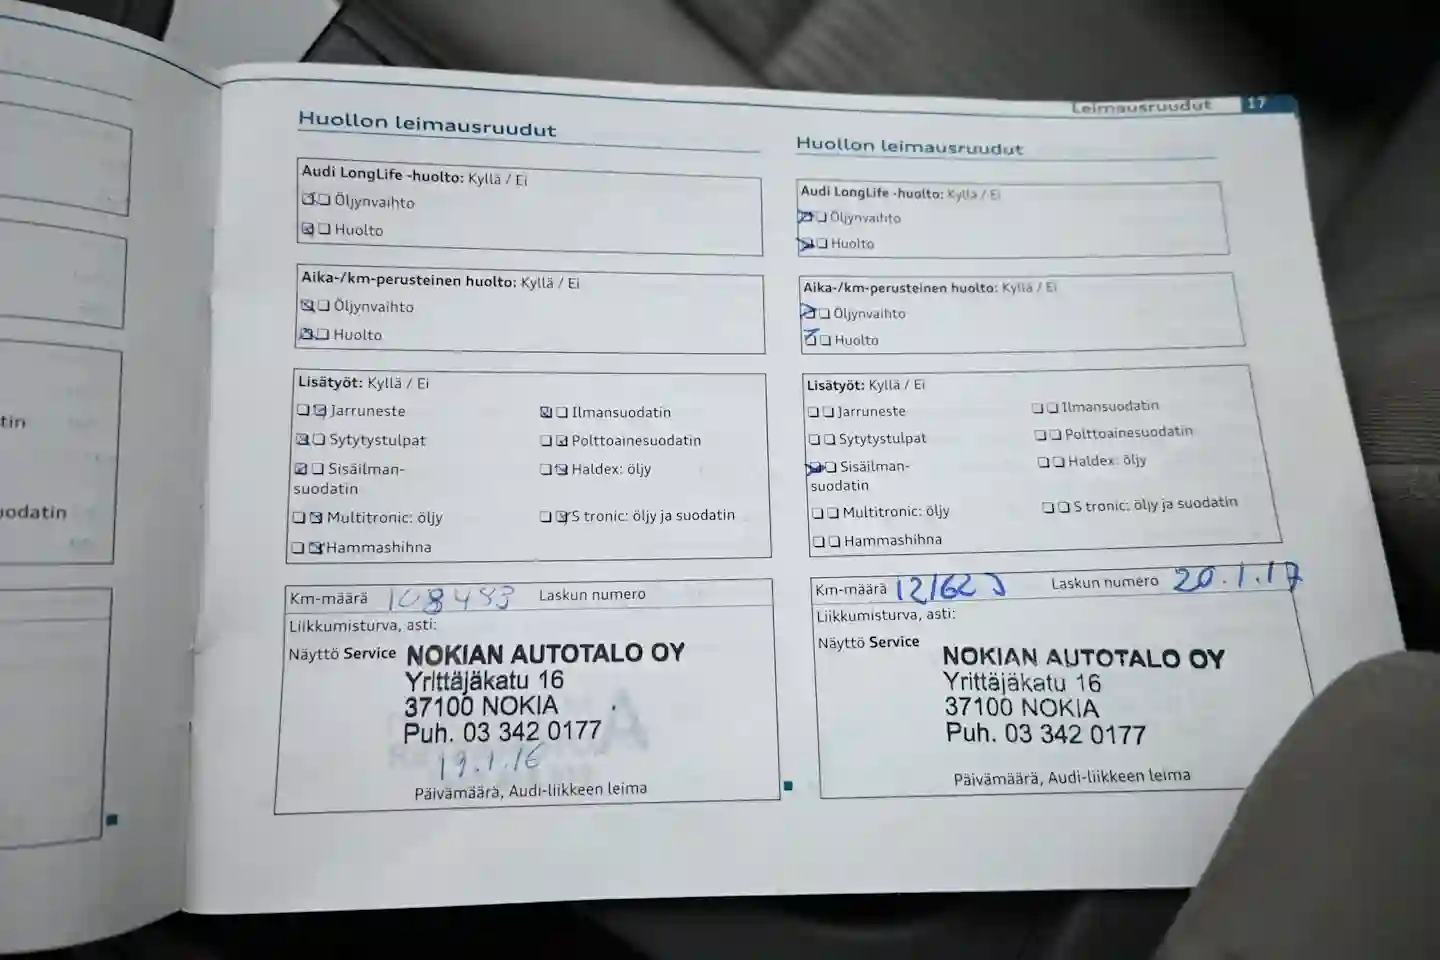 Leimausruudut 17
Huollon leimausruudut
Audi LongLife -huolto: Kyllä / Ei
Öljynvaihto
Huolto
Aika-/km-perusteinen huolto: Kyllä / Ei
Öljynvaihto
Huolto
Lisätyöt: Kyllä / Ei
Jarruneste
Ilmansuodatin
Sytytystulpat
Polttoainesuodatin
Sisäilman-
suodatin
Haldex: öljy
Multitronic: öljy
S tronic: öljy ja suodatin
Hammashihna
Km-määrä 108483 Laskun numero
Liikkumisturva, asti:
Näyttö Service
NOKIAN AUTOTALO OY
Yrittäjäkatu 16
37100 NOKIA
Puh. 03 342 0177
19.1.16
Päivämäärä, Audi-liikkeen leima
Huollon leimausruudut
Audi LongLife -huolto: Kyllä / Ei
Öljynvaihto
Huolto
Aika-/km-perusteinen huolto: Kyllä / Ei
Öljynvaihto
Huolto
Lisätyöt: Kyllä / Ei
Jarruneste
Ilmansuodatin
Sytytystulpat
Polttoainesuodatin
Sisäilman-
suodatin
Haldex: öljy
Multitronic: öljy
S tronic: öljy ja suodatin
Hammashihna
Km-määrä Laskun numero 20.1.17
Liikkumisturva, asti:
Näyttö Service
NOKIAN AUTOTALO OY
Yrittäjäkatu 16
37100 NOKIA
Puh. 03 342 0177
Päivämäärä, Audi-liikkeen leima